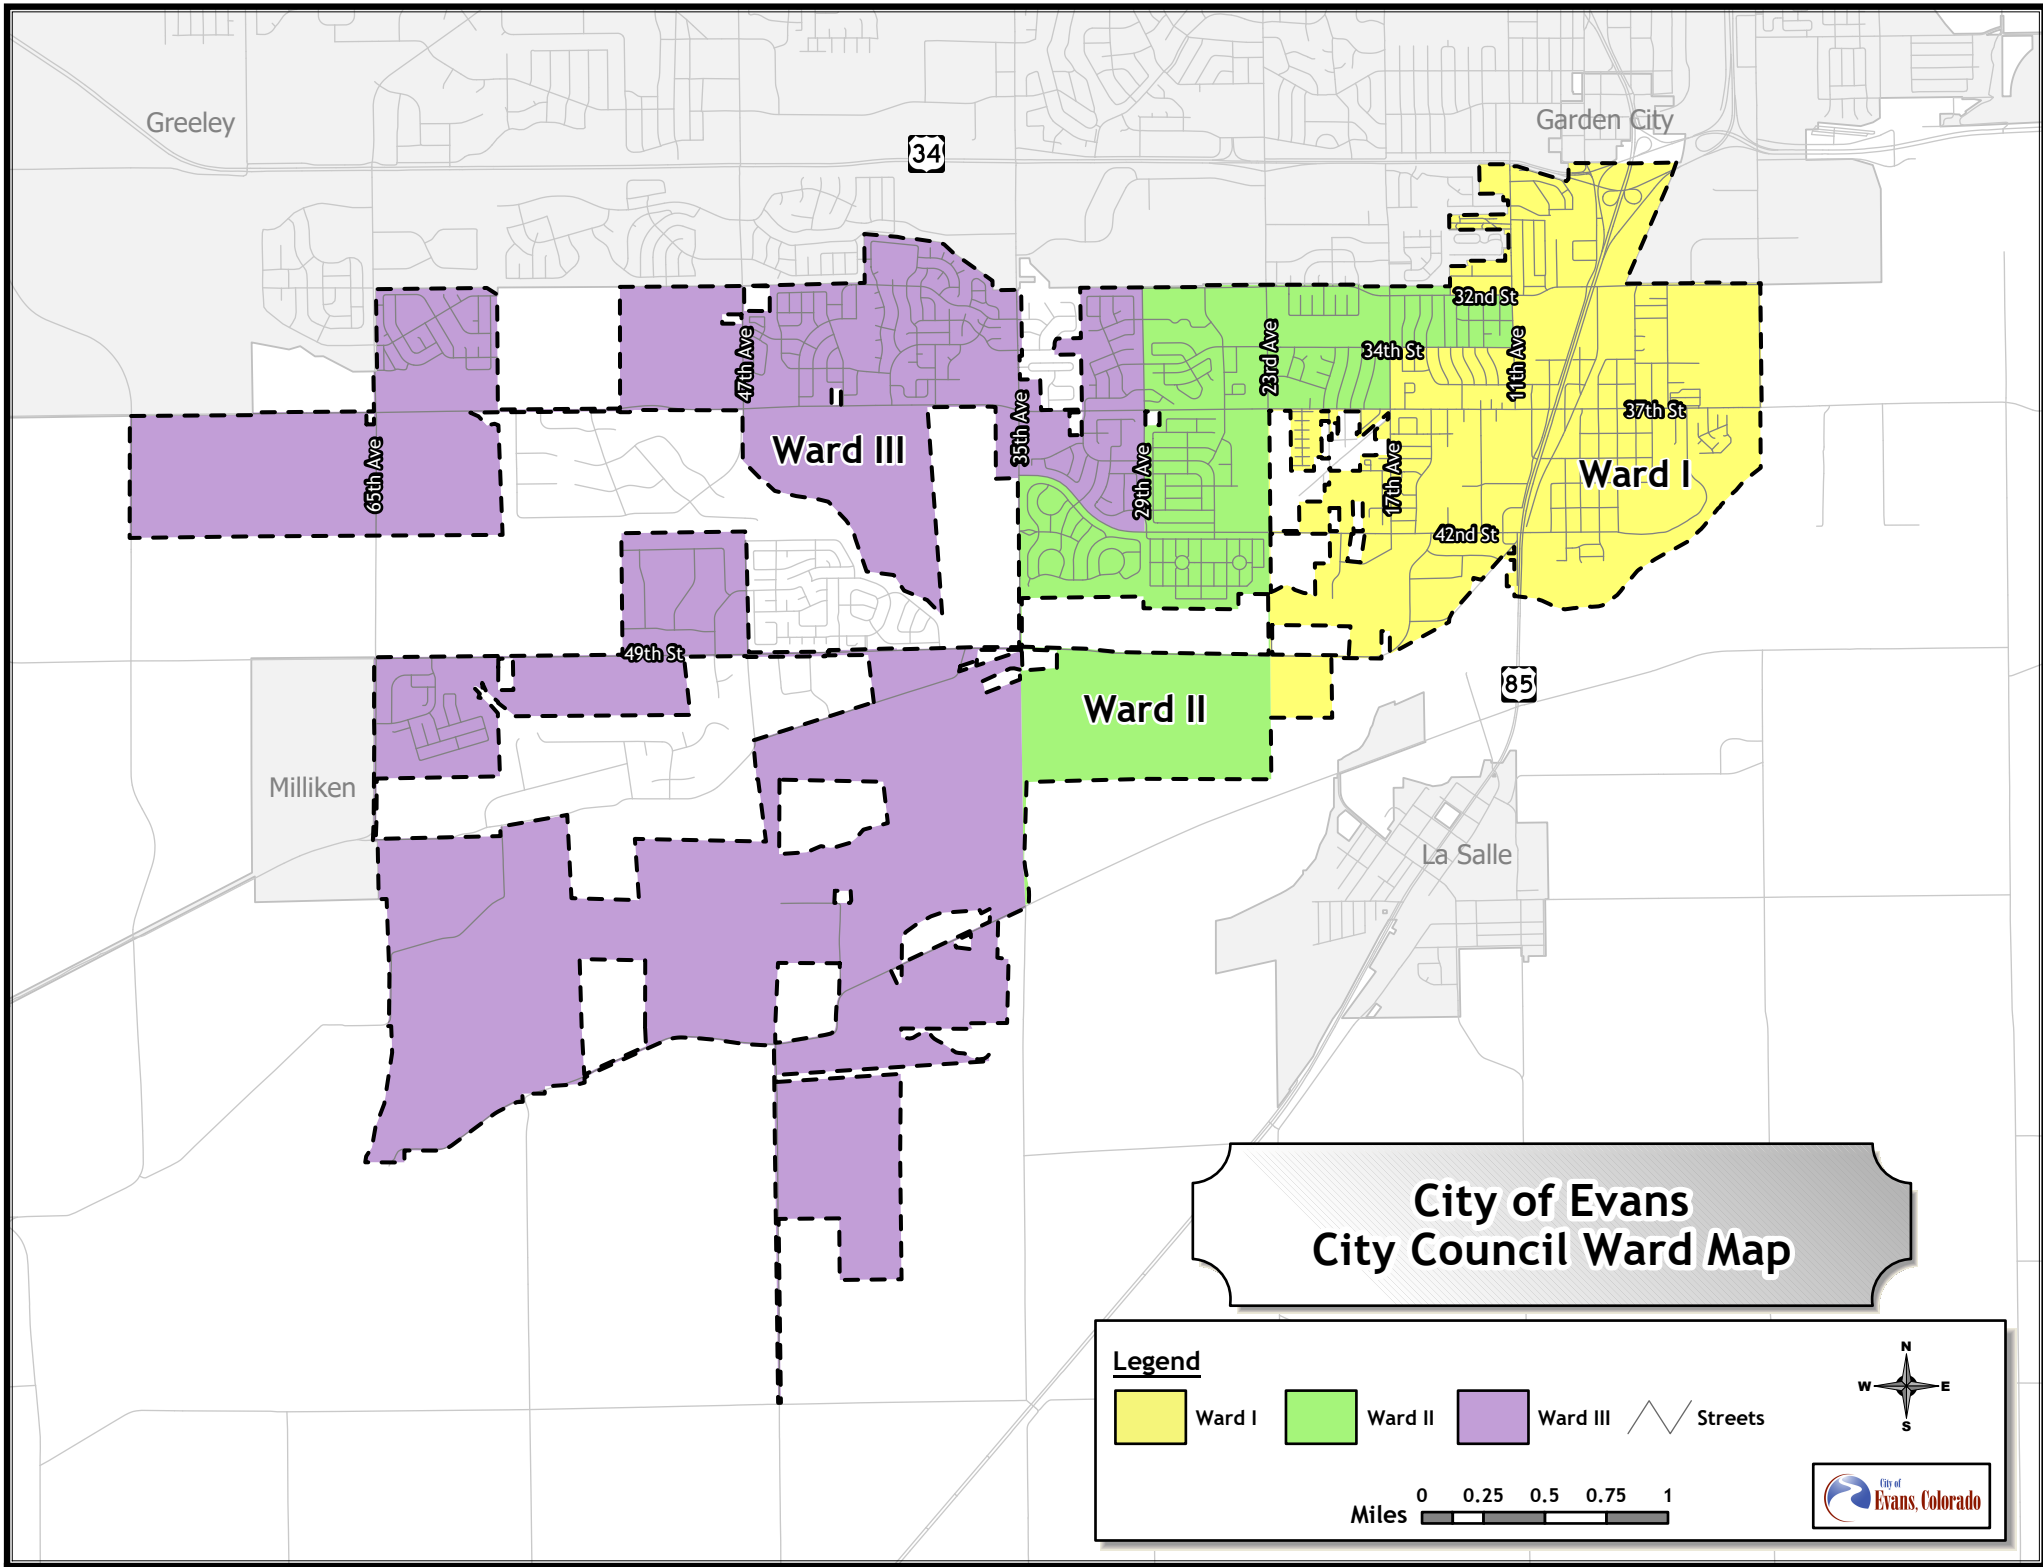 Greeley
Garden City
34
32nd St
34th St
47th Ave
23rd Ave
11th Ave
37th St
35th Ave
65th Ave
29th Ave
17th Ave
Ward III
Ward I
42nd St
49th St
85
Ward II
Milliken
La Salle
City of Evans
City Council Ward Map
Legend
Ward I
Ward II
Ward III
Streets
N
W E
S
Miles 0 0.25 0.5 0.75 1
City of
Evans, Colorado